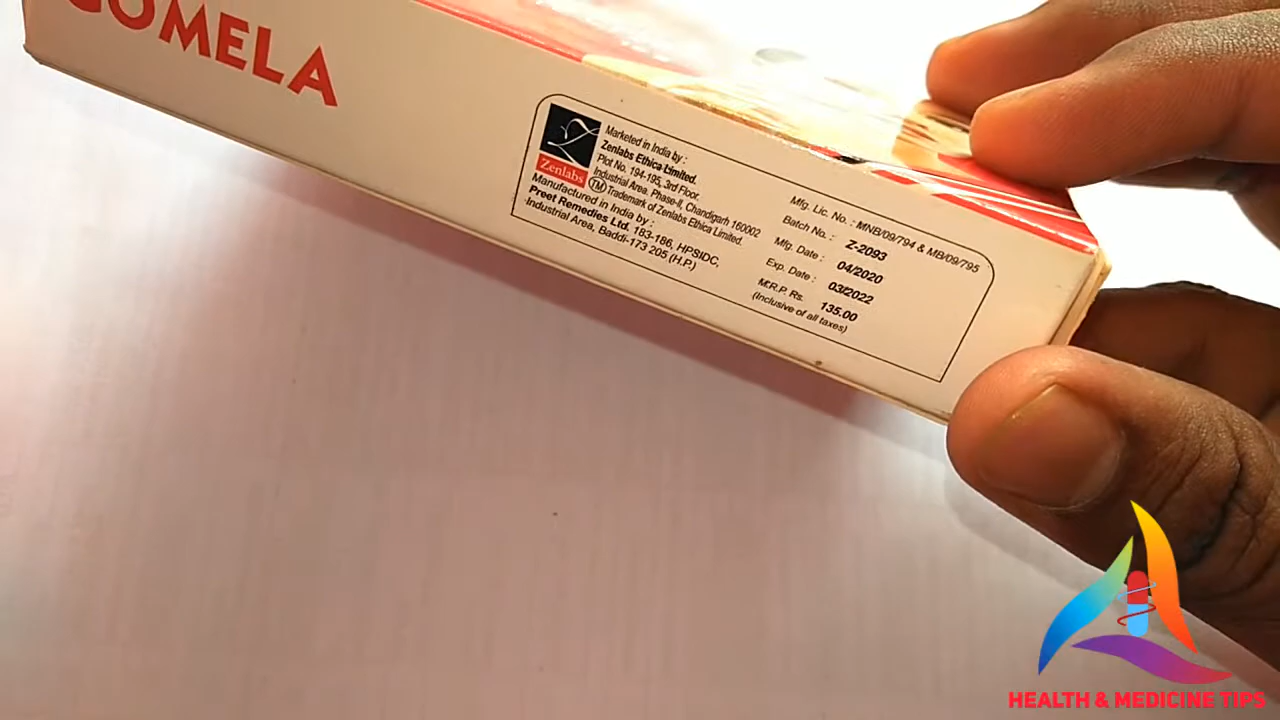 COMELA
Zenlabs
Marketed in India by :
Zenlabs Ethica Limited.
Plot No. 194-195, 3rd Floor,
Industrial Area, Phase-II, Chandigarh 160002
TM Trademark of Zenlabs Ethica Limited.
Manufactured in India by :
Preet Remedies Ltd. 183-186, HPSIDC,
Industrial Area, Baddi-173 205 (H.P.)
Mfg. Lic. No. : MNB/09/794 & MB/09/795
Batch No. : Z-2093
Mfg. Date : 04/2020
Exp. Date : 03/2022
M.R.P. Rs. 135.00
(Inclusive of all taxes)
HEALTH & MEDICINE TIPS